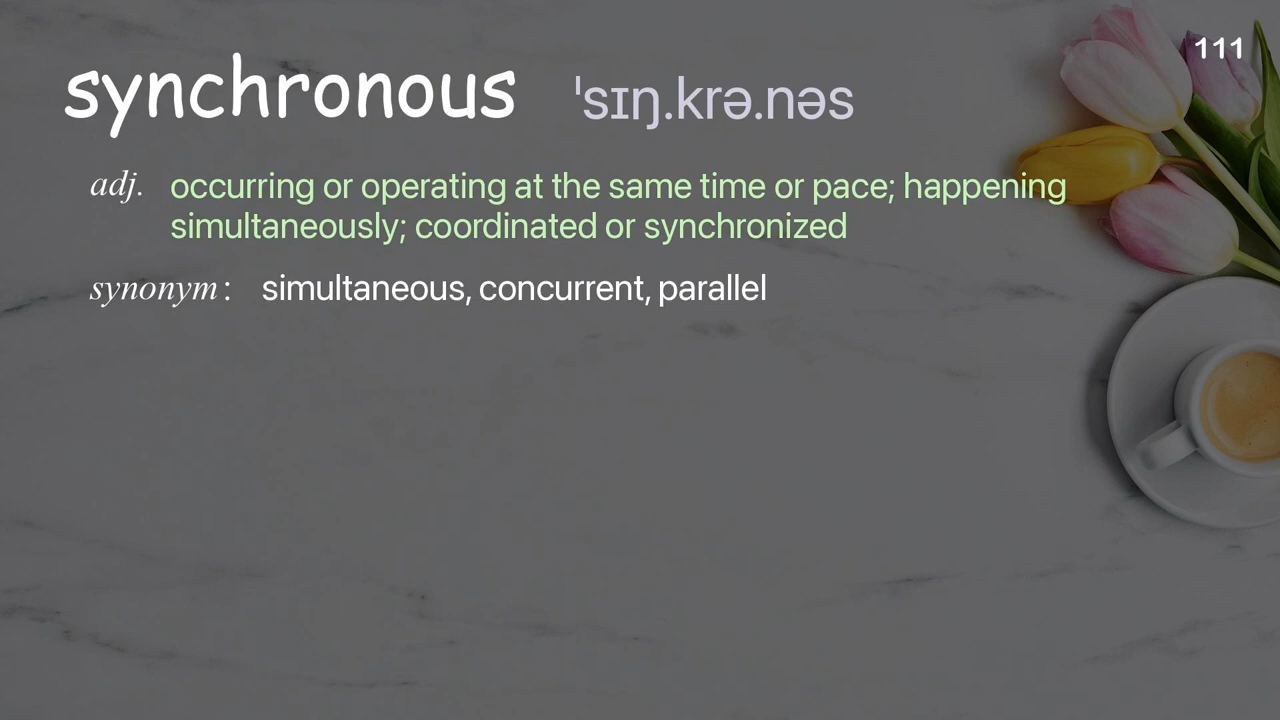 111
synchronous ˈsɪŋ.krə.nəs
adj. occurring or operating at the same time or pace; happening
simultaneously; coordinated or synchronized
synonym : simultaneous, concurrent, parallel